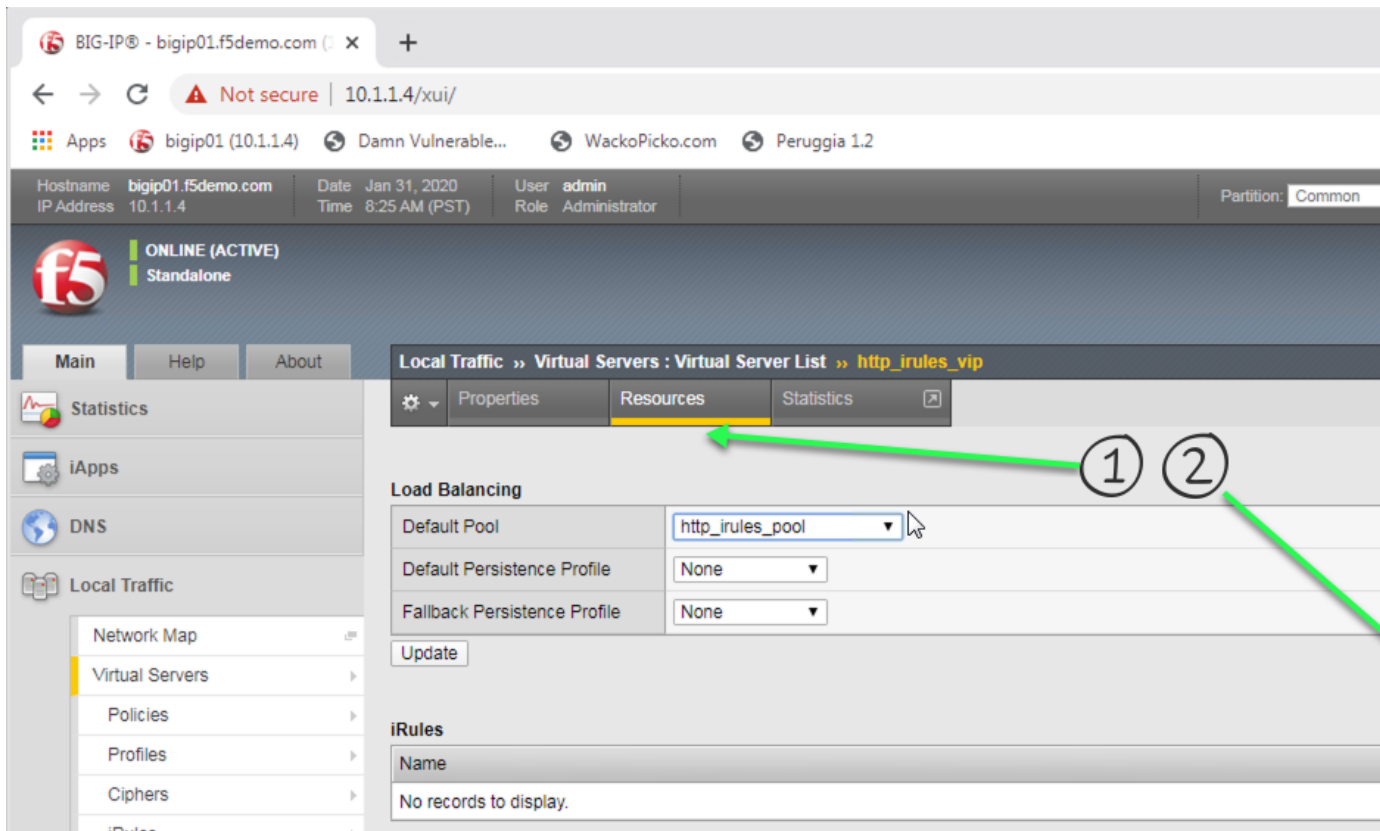 BIG-IP® - bigip01.f5demo.com (
Not secure | 10.1.1.4/xui/
Apps bigip01 (10.1.1.4) Damn Vulnerable... WackoPicko.com Peruggia 1.2
Hostname bigip01.f5demo.com Date Jan 31, 2020 User admin
IP Address 10.1.1.4 Time 8:25 AM (PST) Role Administrator
Partition: Common
f5
ONLINE (ACTIVE)
Standalone
Main Help About
Local Traffic ›› Virtual Servers : Virtual Server List ›› http_irules_vip
Properties Resources Statistics
Statistics
iApps
DNS
Local Traffic
Network Map
Virtual Servers
Policies
Profiles
Ciphers
iRules
1 2
Load Balancing
Default Pool http_irules_pool
Default Persistence Profile None
Fallback Persistence Profile None
Update
iRules
Name
No records to display.